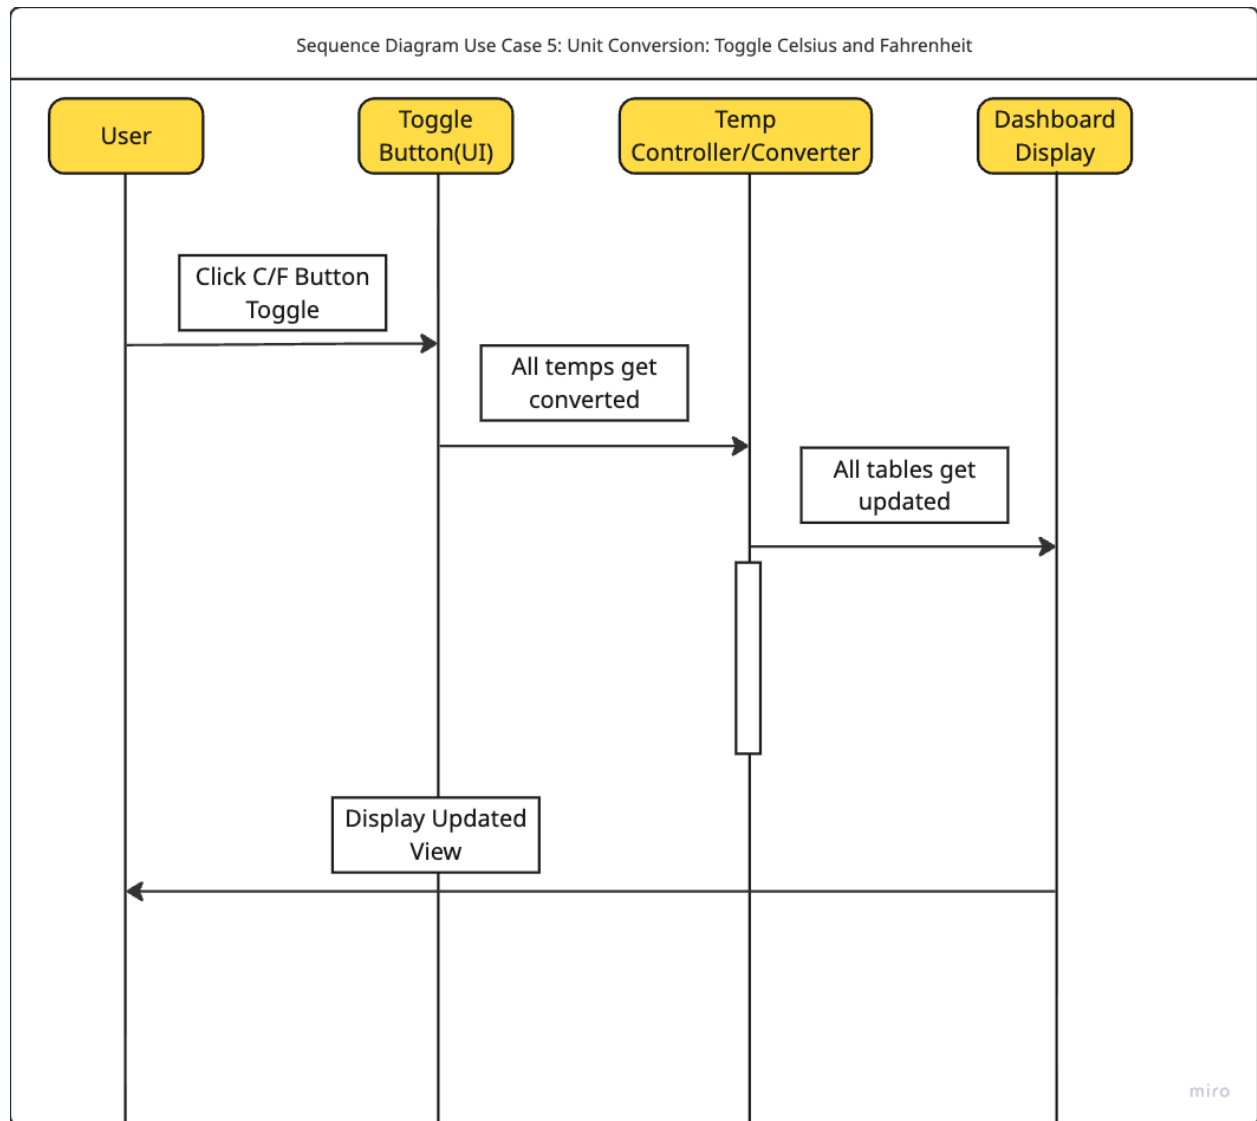 Sequence Diagram Use Case 5: Unit Conversion: Toggle Celsius and Fahrenheit
User
Toggle
Button(UI)
Temp
Controller/Converter
Dashboard
Display
Click C/F Button
Toggle
All temps get
converted
All tables get
updated
Display Updated
View
miro